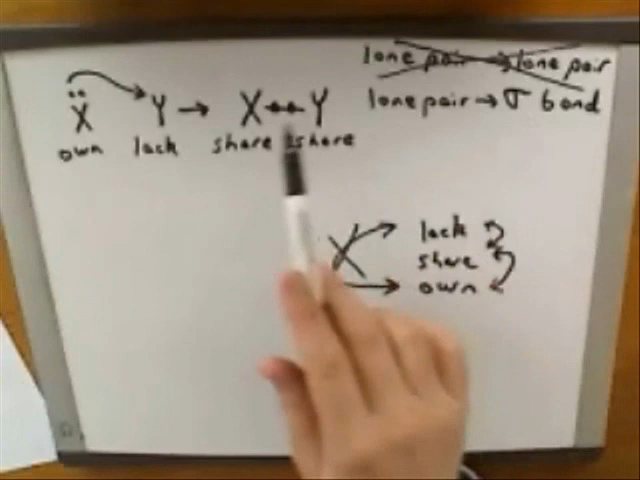 lone pair → lone pair
lone pair → σ bond
Ẍ Y → X ↔ Y
own lack share share
X lack
share
own